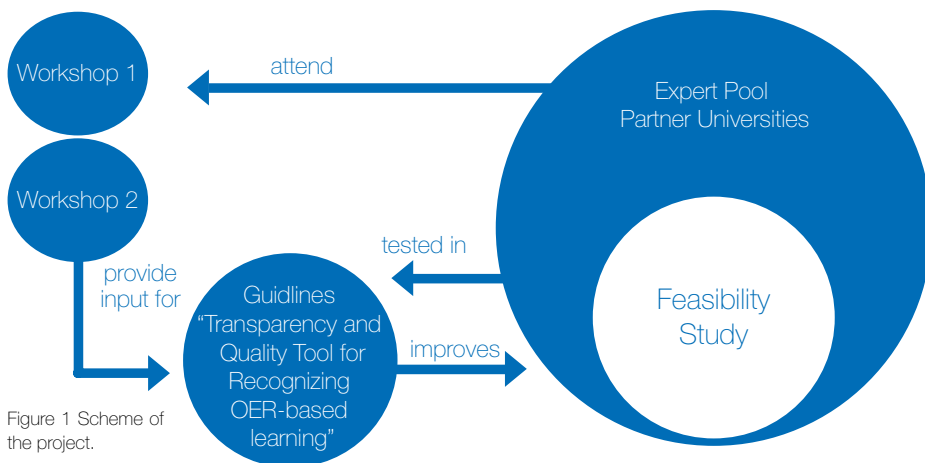 Workshop 1
attend
Expert Pool
Partner Universities
Workshop 2
tested in
provide
input for
Guidlines
“Transparency and
Quality Tool for
Recognizing
OER-based
learning”
improves
Feasibility
Study
Figure 1 Scheme of
the project.